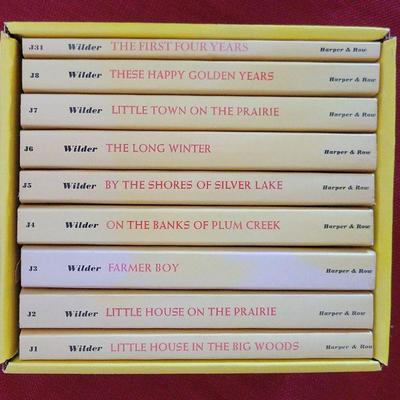 J31 Wilder THE FIRST FOUR YEARS Harper & Row
J8 Wilder THESE HAPPY GOLDEN YEARS Harper & Row
J7 Wilder LITTLE TOWN ON THE PRAIRIE Harper & Row
J6 Wilder THE LONG WINTER Harper & Row
J5 Wilder BY THE SHORES OF SILVER LAKE Harper & Row
J4 Wilder ON THE BANKS OF PLUM CREEK Harper & Row
J3 Wilder FARMER BOY Harper & Row
J2 Wilder LITTLE HOUSE ON THE PRAIRIE Harper & Row
J1 Wilder LITTLE HOUSE IN THE BIG WOODS Harper & Row